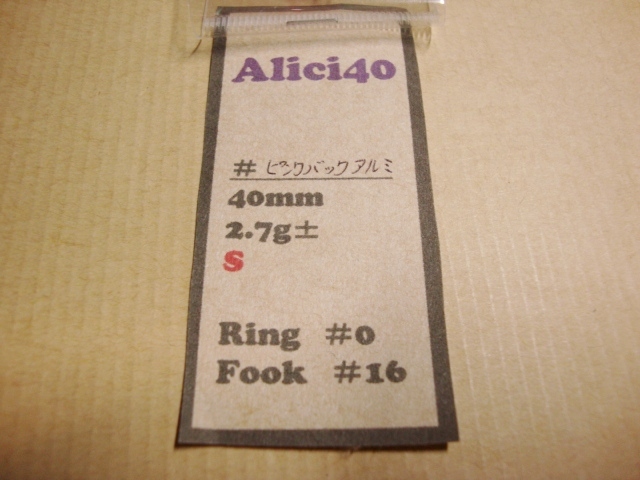 Alici40
# ピンクバックアルミ
40mm
2.7g±
S
Ring #0
Fook #16